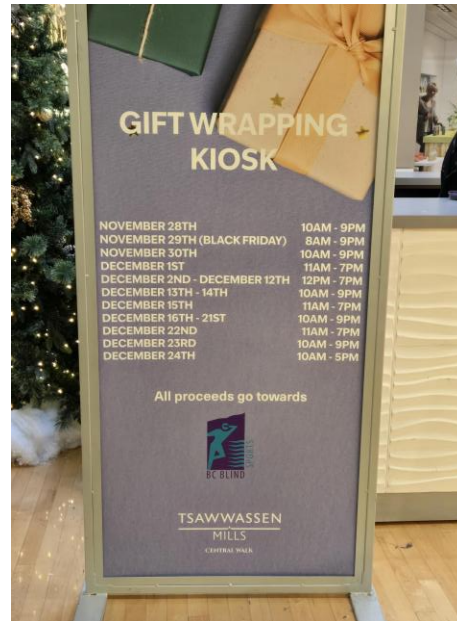 GIFT WRAPPING
KIOSK
NOVEMBER 28TH 10AM - 9PM
NOVEMBER 29TH (BLACK FRIDAY) 8AM - 9PM
NOVEMBER 30TH 10AM - 9PM
DECEMBER 1ST 11AM - 7PM
DECEMBER 2ND - DECEMBER 12TH 12PM - 7PM
DECEMBER 13TH - 14TH 10AM - 9PM
DECEMBER 15TH 11AM - 7PM
DECEMBER 16TH - 21ST 10AM - 9PM
DECEMBER 22ND 11AM - 7PM
DECEMBER 23RD 10AM - 9PM
DECEMBER 24TH 10AM - 5PM
All proceeds go towards
BC BLIND SPORTS
TSAWWASSEN
MILLS
CENTRAL WALK